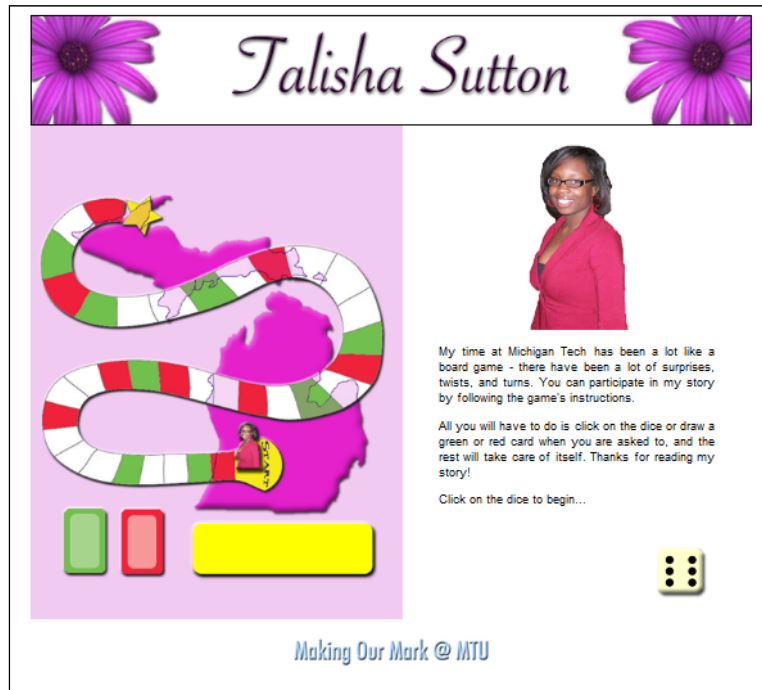 Talisha Sutton
My time at Michigan Tech has been a lot like a
board game - there have been a lot of surprises,
twists, and turns. You can participate in my story
by following the game's instructions.
All you will have to do is click on the dice or draw a
green or red card when you are asked to, and the
rest will take care of itself. Thanks for reading my
story!
Click on the dice to begin...
START
Making Our Mark @ MTU